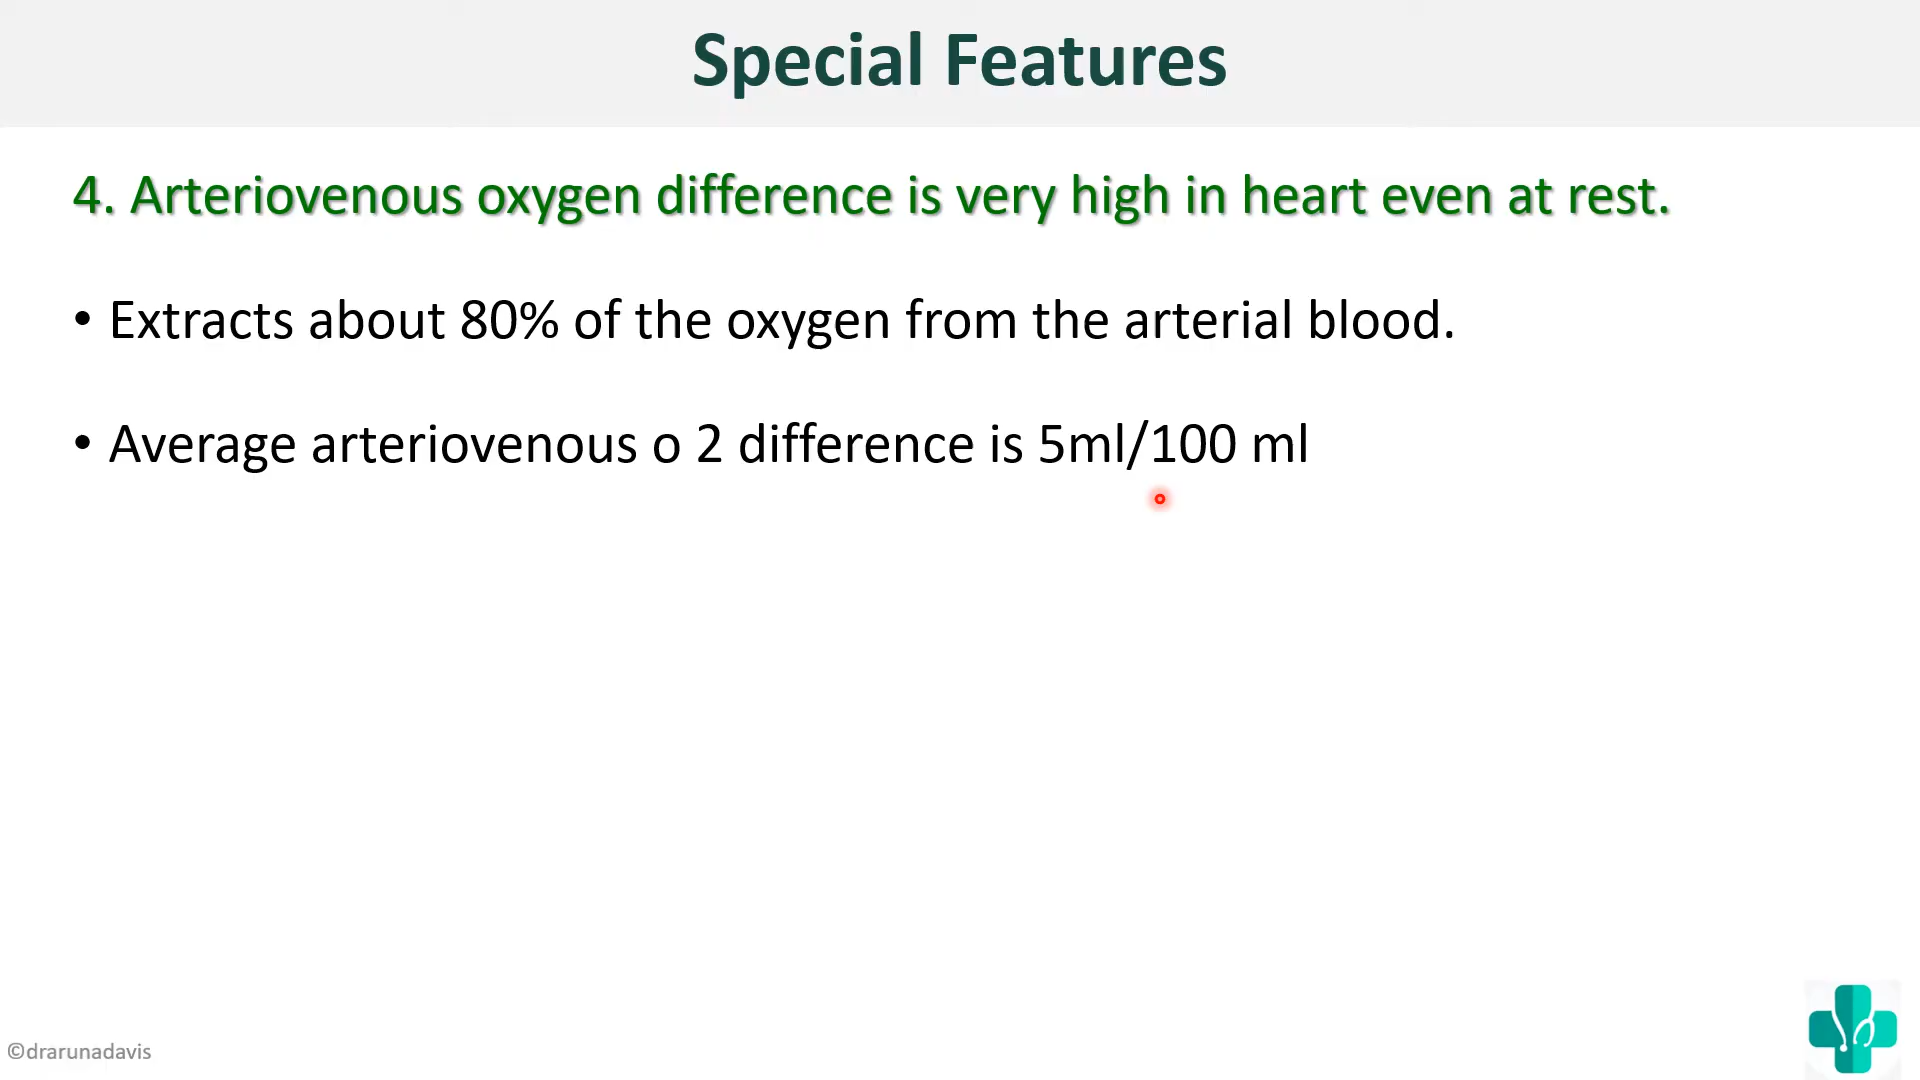 Special Features
4. Arteriovenous oxygen difference is very high in heart even at rest.
• Extracts about 80% of the oxygen from the arterial blood.
• Average arteriovenous o 2 difference is 5ml/100 ml
©drarunadavis